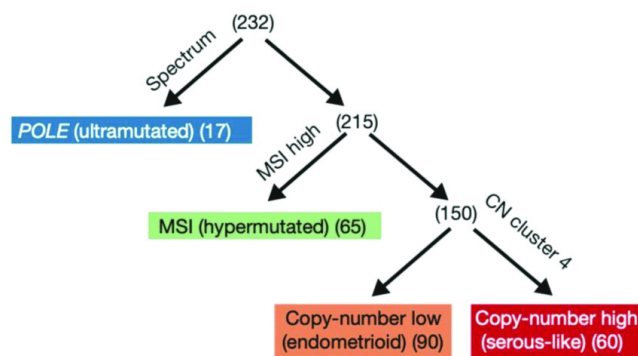 (232)
Spectrum
POLE (ultramutated) (17)
(215)
MSI high
MSI (hypermutated) (65)
(150)
CN cluster 4
Copy-number low
(endometrioid) (90)
Copy-number high
(serous-like) (60)